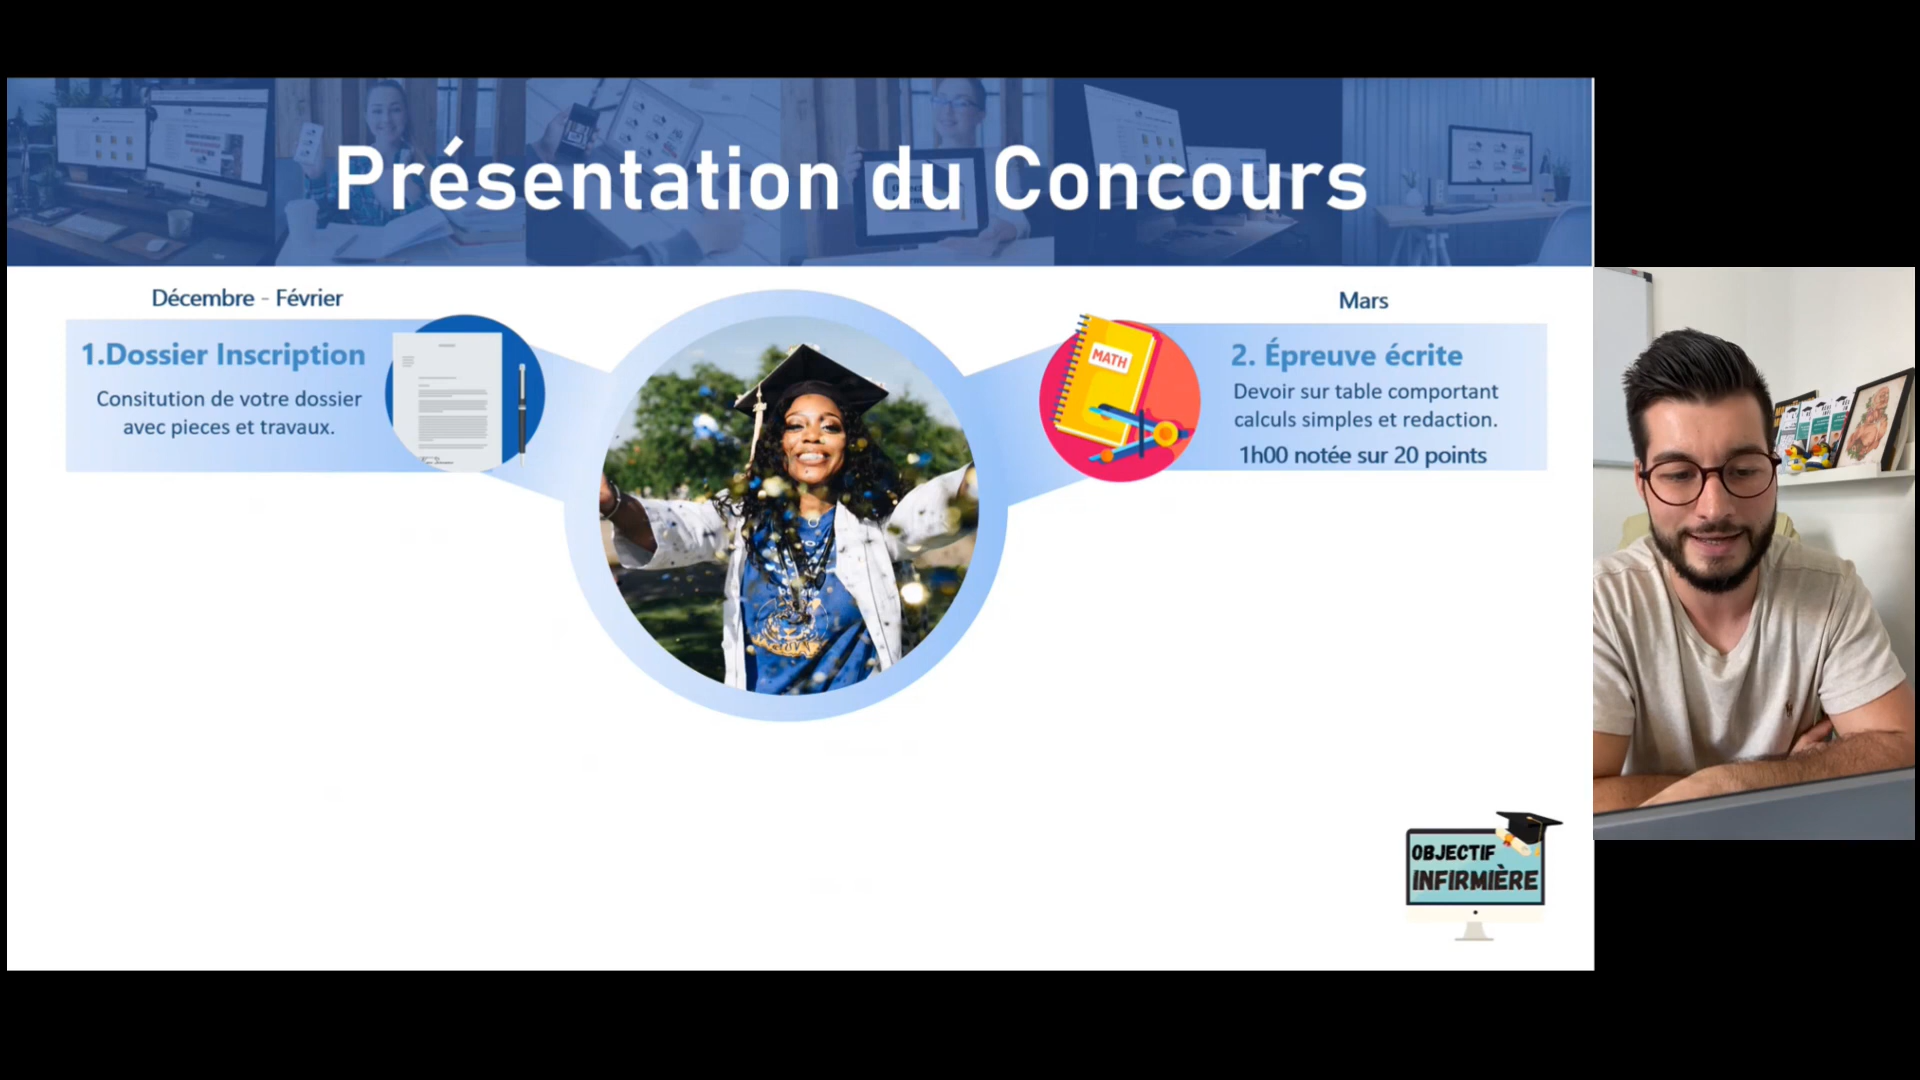 Présentation du Concours
Décembre - Février
1.Dossier Inscription
Consitution de votre dossier
avec pieces et travaux.
MATH
Mars
2. Épreuve écrite
Devoir sur table comportant
calculs simples et redaction.
1h00 notée sur 20 points
OBJECTIF
INFIRMIÈRE